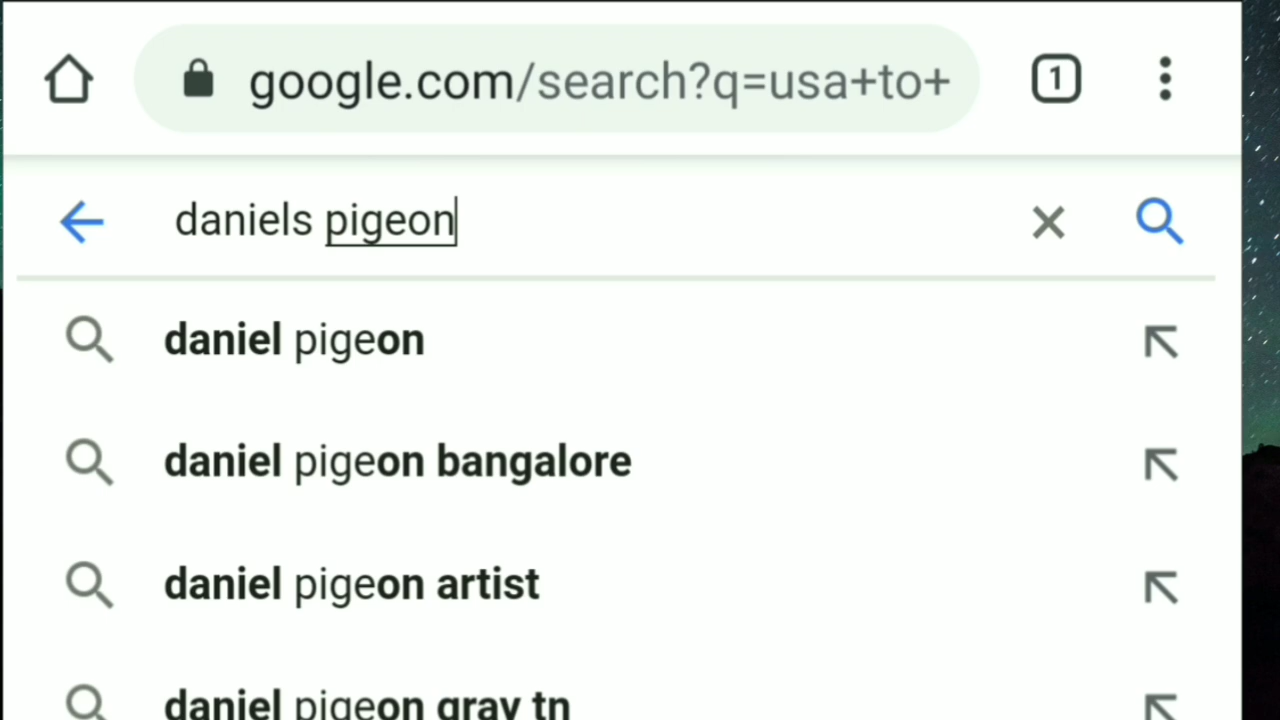 google.com/search?q=usa+to+
1
daniels pigeon
daniel pigeon
daniel pigeon bangalore
daniel pigeon artist
daniel pigeon gray tn